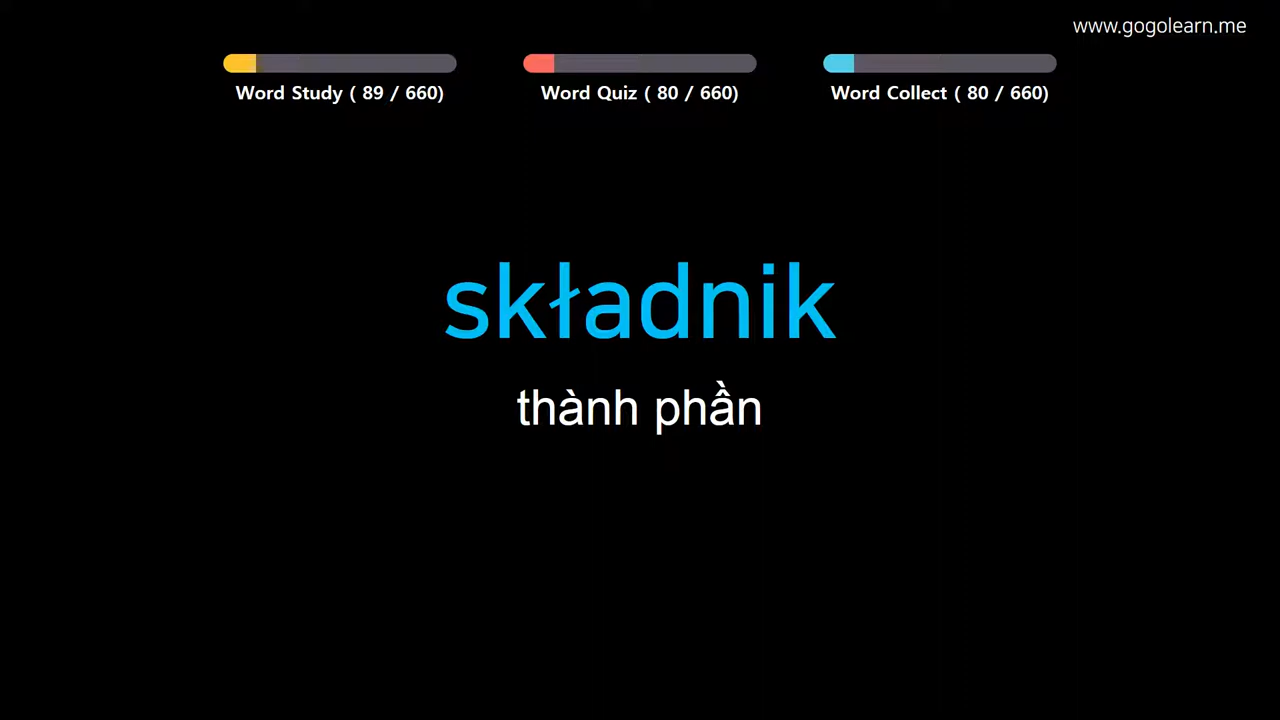 www.gogolearn.me
Word Study ( 89 / 660)
Word Quiz ( 80 / 660)
Word Collect ( 80 / 660)
składnik
thành phần